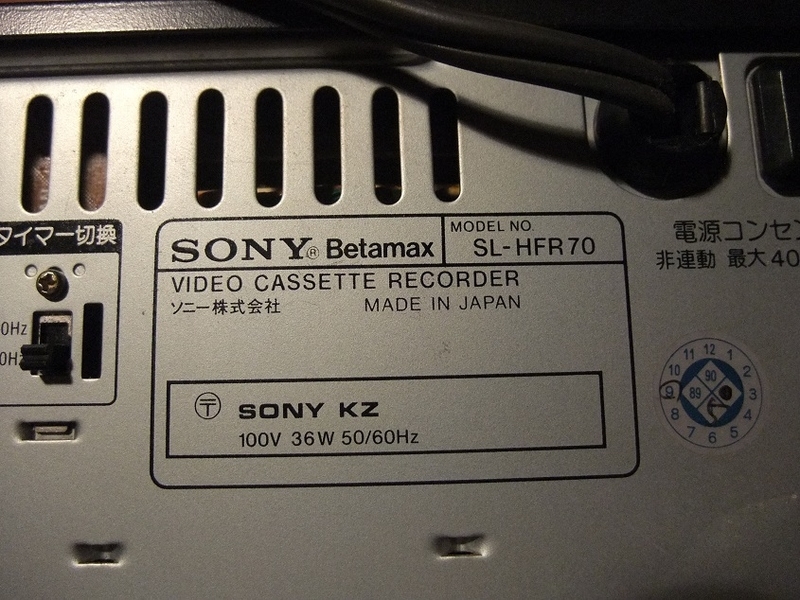 タイマー切換
0Hz
0Hz
SONY® Betamax
MODEL NO.
SL-HFR70
VIDEO CASSETTE RECORDER
ソニー株式会社 MADE IN JAPAN
〒 SONY KZ
100V 36W 50/60Hz
電源コンセン
非連動 最大40
12 1 2 3 4 5 6 7 8 9 10 11
90
89